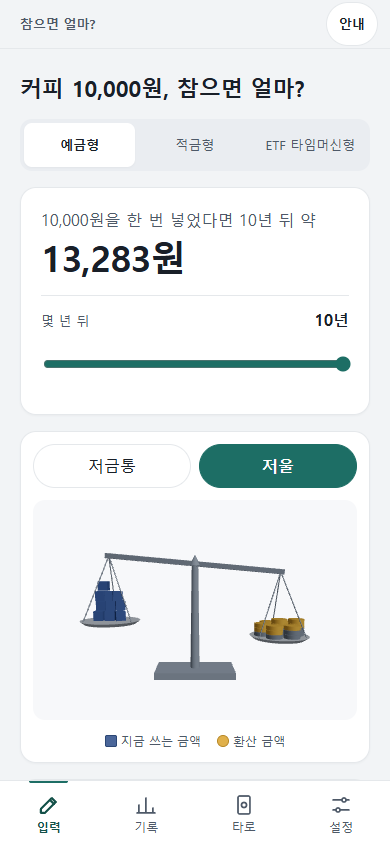 참으면 얼마?
안내
커피 10,000원, 참으면 얼마?
예금형
적금형
ETF 타임머신형
10,000원을 한 번 넣었다면 10년 뒤 약
13,283원
몇 년 뒤
10년
저금통
저울
지금 쓰는 금액
환산 금액
입력
기록
타로
설정